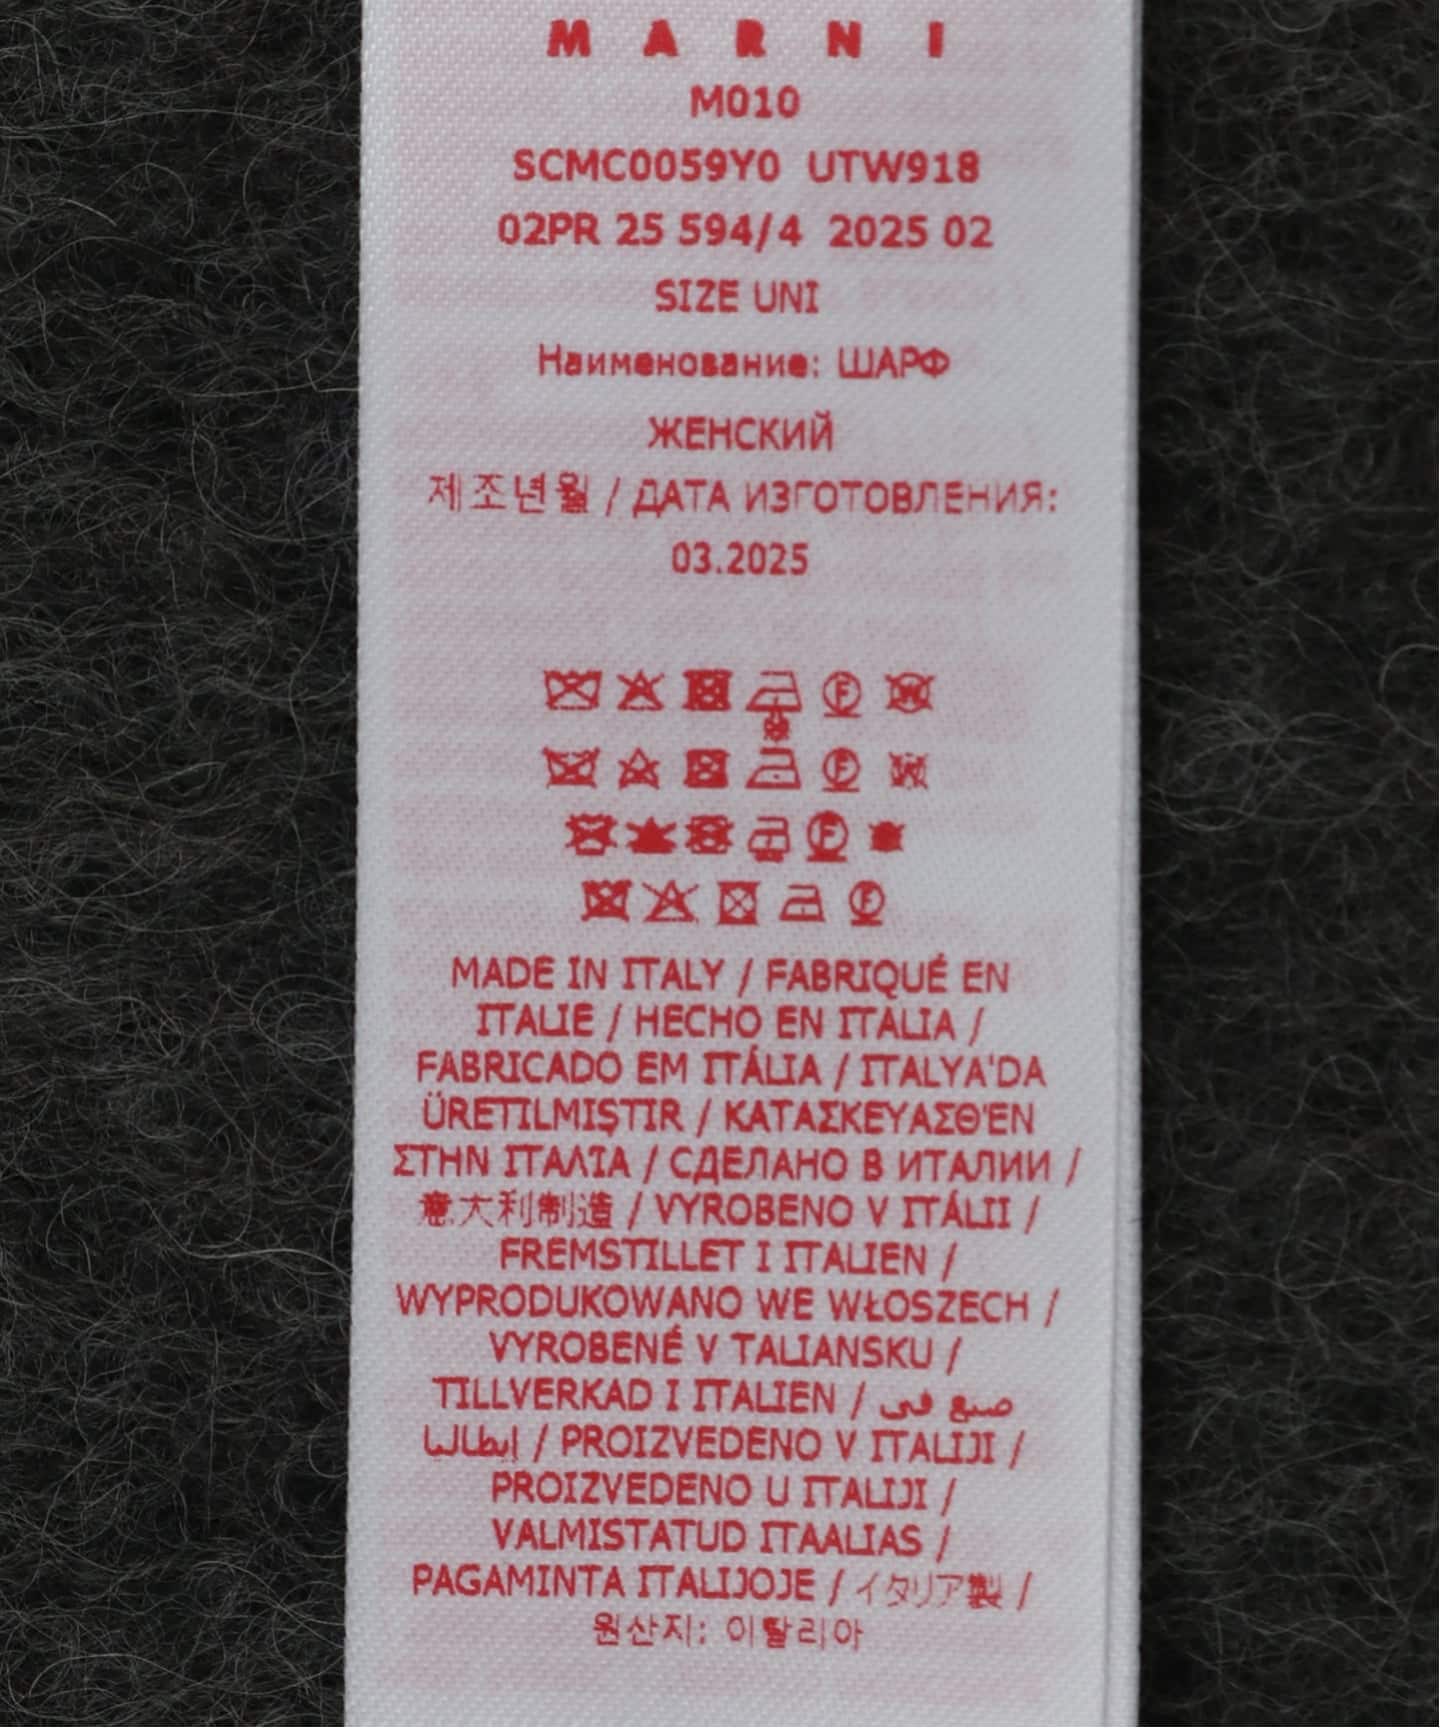 MARNI
M010
SCMC0059Y0 UTW918
02PR 25 594/4 2025 02
SIZE UNI
Наименование: ШАРФ
ЖЕНСКИЙ
제조년월 / ДАТА ИЗГОТОВЛЕНИЯ:
03.2025
MADE IN ITALY / FABRIQUÉ EN
ITALIE / HECHO EN ITALIA /
FABRICADO EM ITÁLIA / ITALYA'DA
ÜRETILMIŞTIR / ΚΑΤΑΣΚΕΥΑΣΘ'ΕΝ
ΣΤΗΝ ΙΤΑΛΊΑ / СДЕЛАНО В ИТАЛИИ /
意大利制造 / VYROBENO V ITÁLII /
FREMSTILLET I ITALIEN /
WYPRODUKOWANO WE WŁOSZECH /
VYROBENÉ V TALIANSKU /
TILLVERKAD I ITALIEN / صنع في
إيطاليا / PROIZVEDENO V ITALIJI /
PROIZVEDENO U ITALIJI /
VALMISTATUD ITAALIAS /
PAGAMINTA ITALIJOJE / イタリア製 /
원산지: 이탈리아